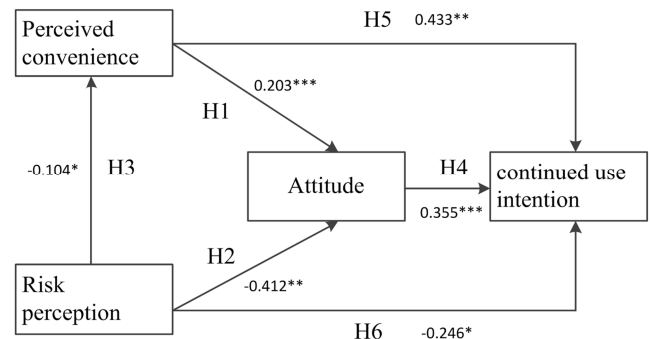 Perceived
convenience
H5
0.433**
0.203***
H1
-0.104*
H3
Attitude
H4
0.355***
continued use
intention
H2
-0.412**
Risk
perception
H6
-0.246*